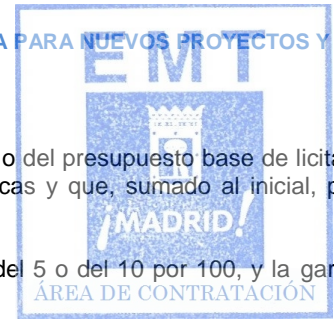 A PARA NUEVOS PROYECTOS Y
EMT
¡MADRID!
o del presupuesto base de licita
cas y que, sumado al inicial, p
del 5 o del 10 por 100, y la gar
ÁREA DE CONTRATACIÓN